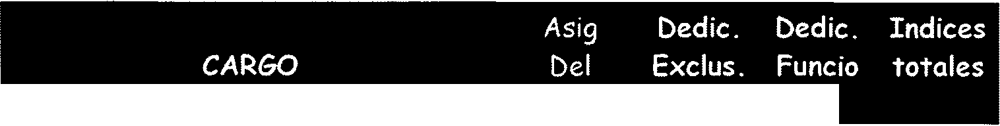 Asig Dedic. Dedic. Indices
CARGO Del Exclus. Funcio totales